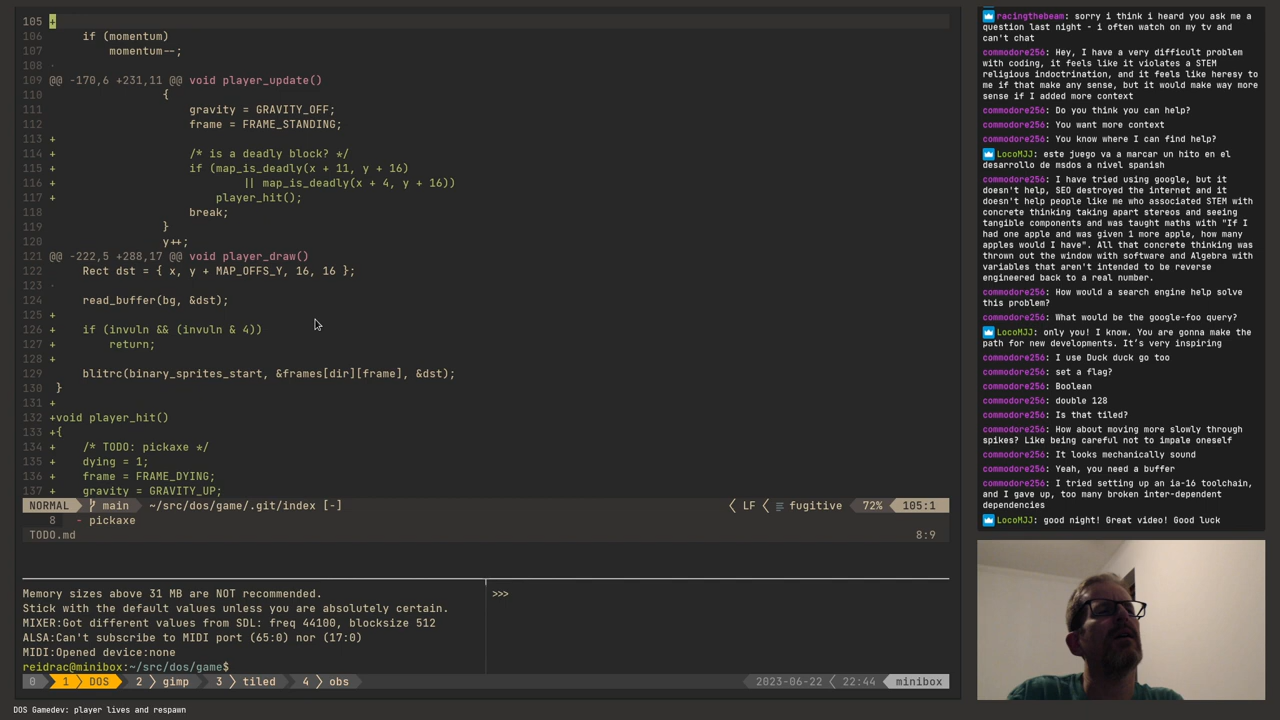 105 +
106 if (momentum)
107 momentum--;
108 ·
109 @@ -170,6 +231,11 @@ void player_update()
110 {
111 gravity = GRAVITY_OFF;
112 frame = FRAME_STANDING;
113 +
114 + /* is a deadly block? */
115 + if (map_is_deadly(x + 11, y + 16)
116 + || map_is_deadly(x + 4, y + 16))
117 + player_hit();
118 break;
119 }
120 y++;
121 @@ -222,5 +288,17 @@ void player_draw()
122 Rect dst = { x, y + MAP_OFFS_Y, 16, 16 };
123 ·
124 read_buffer(bg, &dst);
125 +
126 + if (invuln && (invuln & 4))
127 + return;
128 +
129 blitrc(binary_sprites_start, &frames[dir][frame], &dst);
130 }
131 +
132 +void player_hit()
133 +{
134 + /* TODO: pickaxe */
135 + dying = 1;
136 + frame = FRAME_DYING;
137 + gravity = GRAVITY_UP;
NORMAL main ~/src/dos/game/.git/index [-] LF fugitive 72% 105:1
8 - pickaxe
TODO.md 8:9
Memory sizes above 31 MB are NOT recommended.
Stick with the default values unless you are absolutely certain.
MIXER:Got different values from SDL: freq 44100, blocksize 512
ALSA:Can't subscribe to MIDI port (65:0) nor (17:0)
MIDI:Opened device:none
reidrac@minibox:~/src/dos/game$
>>>
0 1 DOS 2 gimp 3 tiled 4 obs 2023-06-22 22:44 minibox
DOS Gamedev: player lives and respawn
racingthebeam: sorry i think i heard you ask me a
question last night - i often watch on my tv and
can't chat
commodore256: Hey, I have a very difficult problem
with coding, it feels like it violates a STEM
religious indoctrination, and it feels like heresy to
me if that make any sense, but it would make way more
sense if I added more context
commodore256: Do you think you can help?
commodore256: You want more context
commodore256: You know where I can find help?
LocoMJJ: este juego va a marcar un hito en el
desarrollo de msdos a nivel spanish
commodore256: I have tried using google, but it
doesn't help, SEO destroyed the internet and it
doesn't help people like me who associated STEM with
concrete thinking taking apart stereos and seeing
tangible components and was taught maths with "If I
had one apple and was given 1 more apple, how many
apples would I have". All that concrete thinking was
thrown out the window with software and Algebra with
variables that aren't intended to be reverse
engineered back to a real number.
commodore256: How would a search engine help solve
this problem?
commodore256: What would be the google-foo query?
LocoMJJ: only you! I know. You are gonna make the
path for new developments. It's very inspiring
commodore256: I use Duck duck go too
commodore256: set a flag?
commodore256: Boolean
commodore256: double 128
commodore256: Is that tiled?
commodore256: How about moving more slowly through
spikes? Like being careful not to impale oneself
commodore256: It looks mechanically sound
commodore256: Yeah, you need a buffer
commodore256: I tried setting up an ia-16 toolchain,
and I gave up, too many broken inter-dependent
dependencies
LocoMJJ: good night! Great video! Good luck